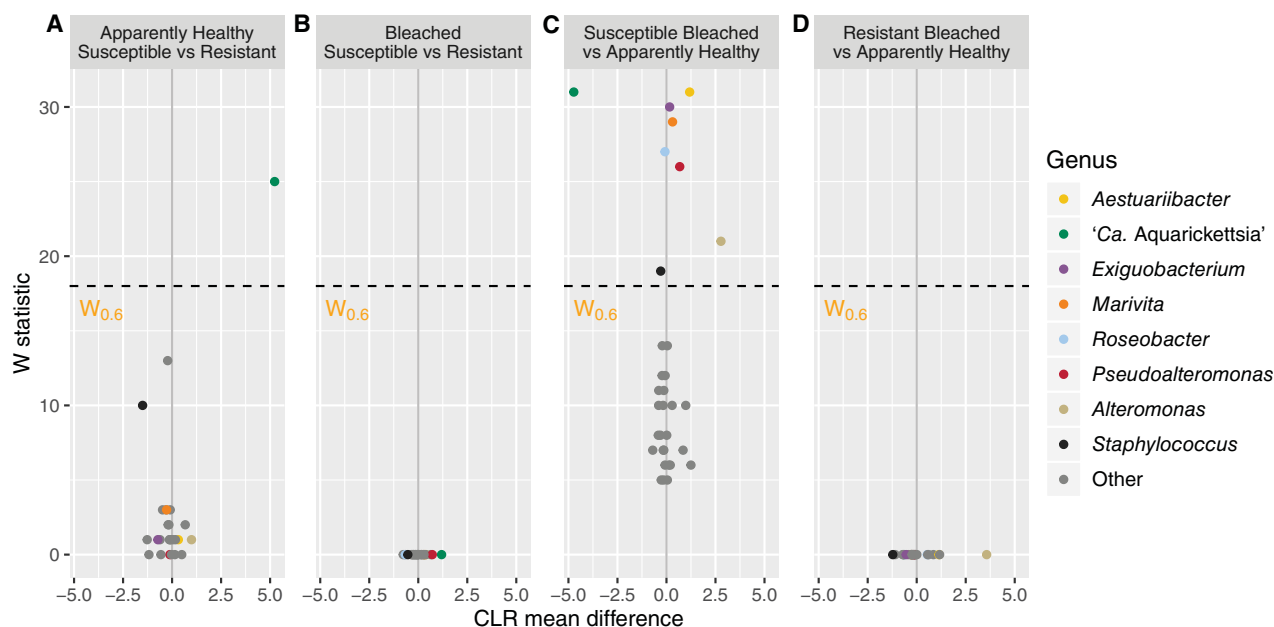 A
Apparently Healthy
Susceptible vs Resistant
B
Bleached
Susceptible vs Resistant
C
Susceptible Bleached
vs Apparently Healthy
D
Resistant Bleached
vs Apparently Healthy
W statistic
30
20
10
0
W0.6
W0.6
W0.6
W0.6
−5.0 −2.5 0.0 2.5 5.0
−5.0 −2.5 0.0 2.5 5.0
−5.0 −2.5 0.0 2.5 5.0
−5.0 −2.5 0.0 2.5 5.0
CLR mean difference
Genus
Aestuariibacter
‘Ca. Aquarickettsia’
Exiguobacterium
Marivita
Roseobacter
Pseudoalteromonas
Alteromonas
Staphylococcus
Other